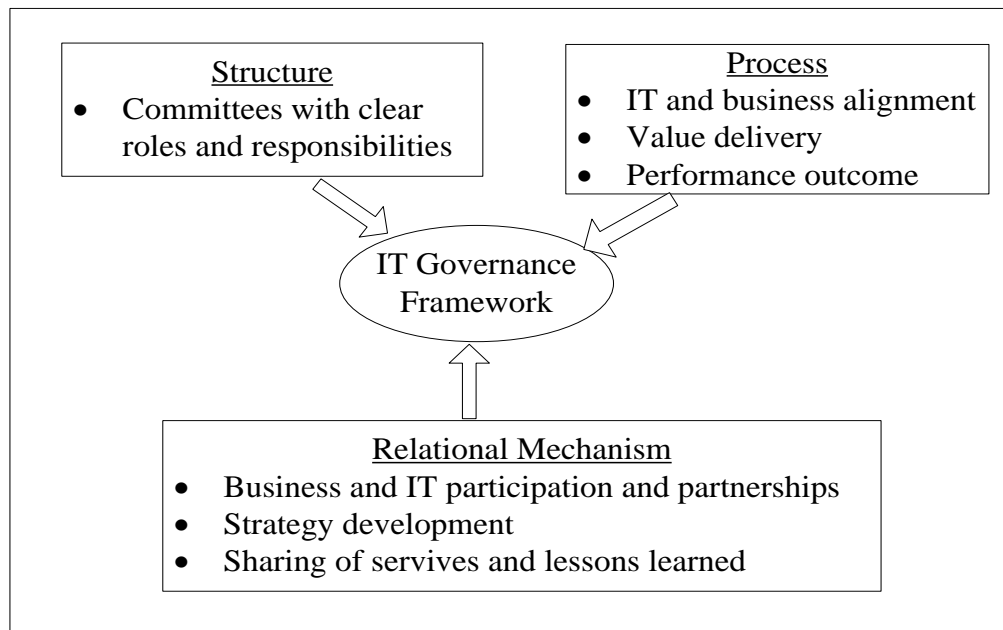 Structure
• Committees with clear
roles and responsibilities
Process
• IT and business alignment
• Value delivery
• Performance outcome
IT Governance
Framework
Relational Mechanism
• Business and IT participation and partnerships
• Strategy development
• Sharing of servives and lessons learned